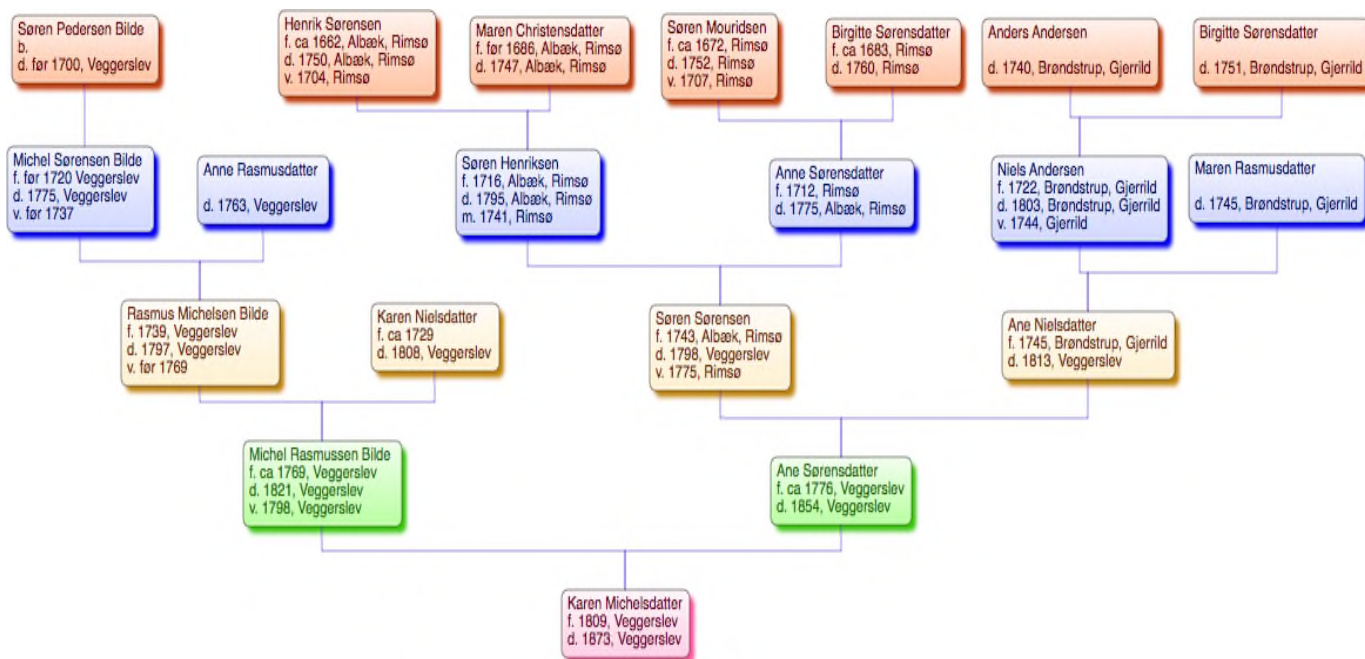 Søren Pedersen Bilde
b.
d. før 1700, Veggerslev
Henrik Sørensen
f. ca 1662, Albæk, Rimsø
d. 1750, Albæk, Rimsø
v. 1704, Rimsø
Maren Christensdatter
f. før 1686, Albæk, Rimsø
d. 1747, Albæk, Rimsø
Søren Mouridsen
f. ca 1672, Rimsø
d. 1752, Rimsø
v. 1707, Rimsø
Birgitte Sørensdatter
f. ca 1683, Rimsø
d. 1760, Rimsø
Anders Andersen
d. 1740, Brøndstrup, Gjerrild
Birgitte Sørensdatter
d. 1751, Brøndstrup, Gjerrild
Michel Sørensen Bilde
f. før 1720 Veggerslev
d. 1775, Veggerslev
v. før 1737
Anne Rasmusdatter
d. 1763, Veggerslev
Søren Henriksen
f. 1716, Albæk, Rimsø
d. 1795, Albæk, Rimsø
m. 1741, Rimsø
Anne Sørensdatter
f. 1712, Rimsø
d. 1775, Albæk, Rimsø
Niels Andersen
f. 1722, Brøndstrup, Gjerrild
d. 1803, Brøndstrup, Gjerrild
v. 1744, Gjerrild
Maren Rasmusdatter
d. 1745, Brøndstrup, Gjerrild
Rasmus Michelsen Bilde
f. 1739, Veggerslev
d. 1797, Veggerslev
v. før 1769
Karen Nielsdatter
f. ca 1729
d. 1808, Veggerslev
Søren Sørensen
f. 1743, Albæk, Rimsø
d. 1798, Veggerslev
v. 1775, Rimsø
Ane Nielsdatter
f. 1745, Brøndstrup, Gjerrild
d. 1813, Veggerslev
Michel Rasmussen Bilde
f. ca 1769, Veggerslev
d. 1821, Veggerslev
v. 1798, Veggerslev
Ane Sørensdatter
f. ca 1776, Veggerslev
d. 1854, Veggerslev
Karen Michelsdatter
f. 1809, Veggerslev
d. 1873, Veggerslev